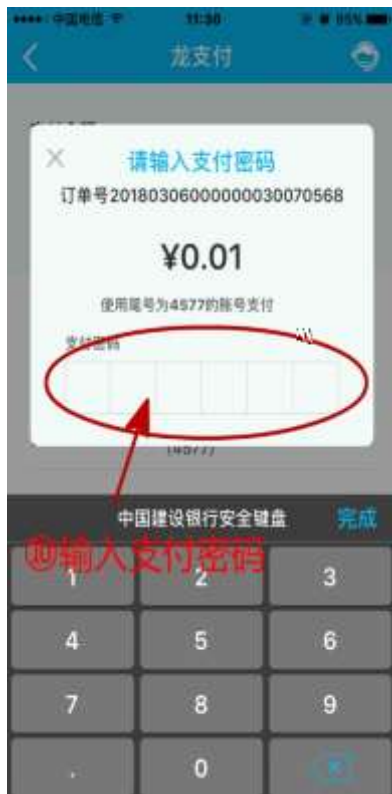 中国电信 11:30 95%
龙支付
请输入支付密码
订单号20180306000000030070568
¥0.01
使用尾号为4577的账号支付
支付密码
(4577)
中国建设银行安全键盘 完成
⑩输入支付密码
1 2 3
4 5 6
7 8 9
. 0